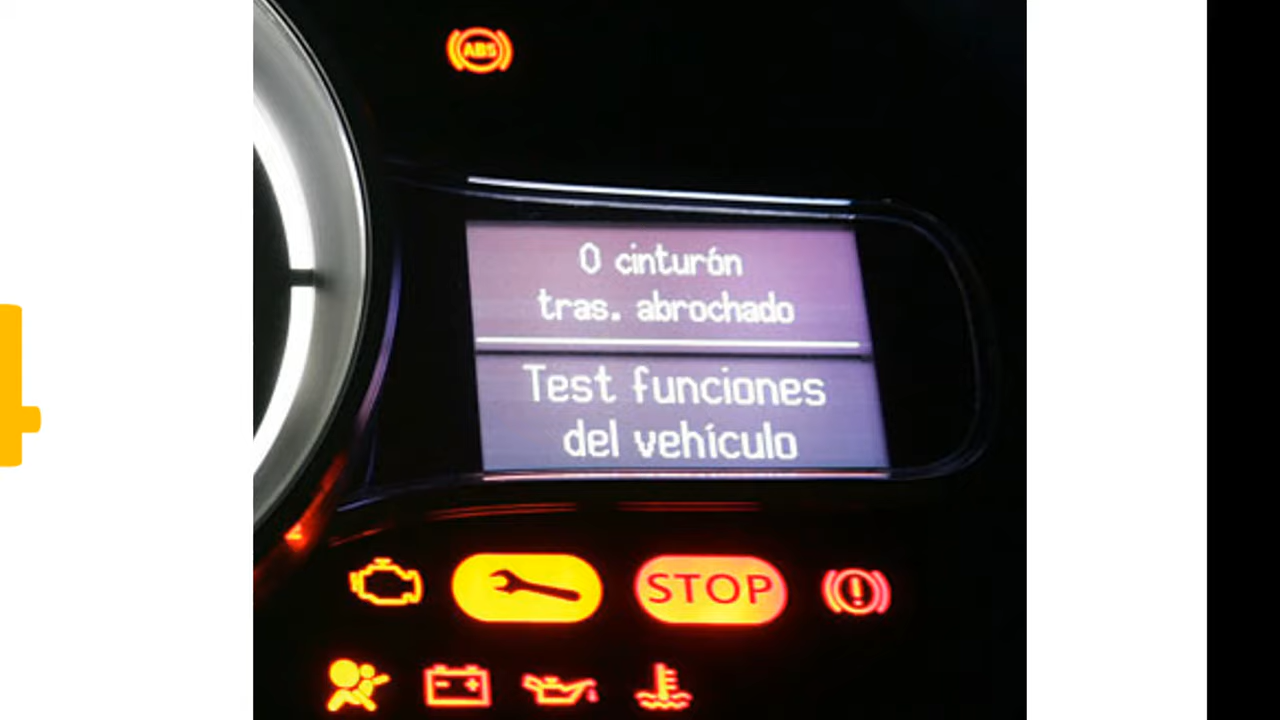 ABS
0 cinturón
tras. abrochado
Test funciones
del vehículo
STOP